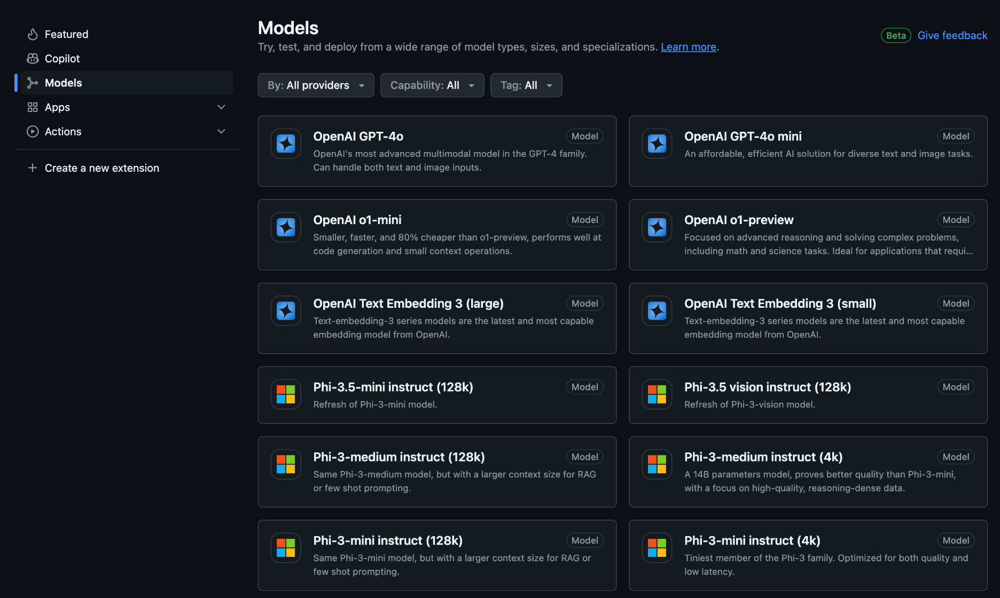 Featured
Copilot
Models
Apps
Actions
Create a new extension
Models
Try, test, and deploy from a wide range of model types, sizes, and specializations. Learn more.
Beta
Give feedback
By: All providers
Capability: All
Tag: All
OpenAI GPT-4o
Model
OpenAI's most advanced multimodal model in the GPT-4 family.
Can handle both text and image inputs.
OpenAI GPT-4o mini
Model
An affordable, efficient AI solution for diverse text and image tasks.
OpenAI o1-mini
Model
Smaller, faster, and 80% cheaper than o1-preview, performs well at
code generation and small context operations.
OpenAI o1-preview
Model
Focused on advanced reasoning and solving complex problems,
including math and science tasks. Ideal for applications that requi...
OpenAI Text Embedding 3 (large)
Model
Text-embedding-3 series models are the latest and most capable
embedding model from OpenAI.
OpenAI Text Embedding 3 (small)
Model
Text-embedding-3 series models are the latest and most capable
embedding model from OpenAI.
Phi-3.5-mini instruct (128k)
Model
Refresh of Phi-3-mini model.
Phi-3.5 vision instruct (128k)
Model
Refresh of Phi-3-vision model.
Phi-3-medium instruct (128k)
Model
Same Phi-3-medium model, but with a larger context size for RAG
or few shot prompting.
Phi-3-medium instruct (4k)
Model
A 14B parameters model, proves better quality than Phi-3-mini,
with a focus on high-quality, reasoning-dense data.
Phi-3-mini instruct (128k)
Model
Same Phi-3-mini model, but with a larger context size for RAG or
few shot prompting.
Phi-3-mini instruct (4k)
Model
Tiniest member of the Phi-3 family. Optimized for both quality and
low latency.